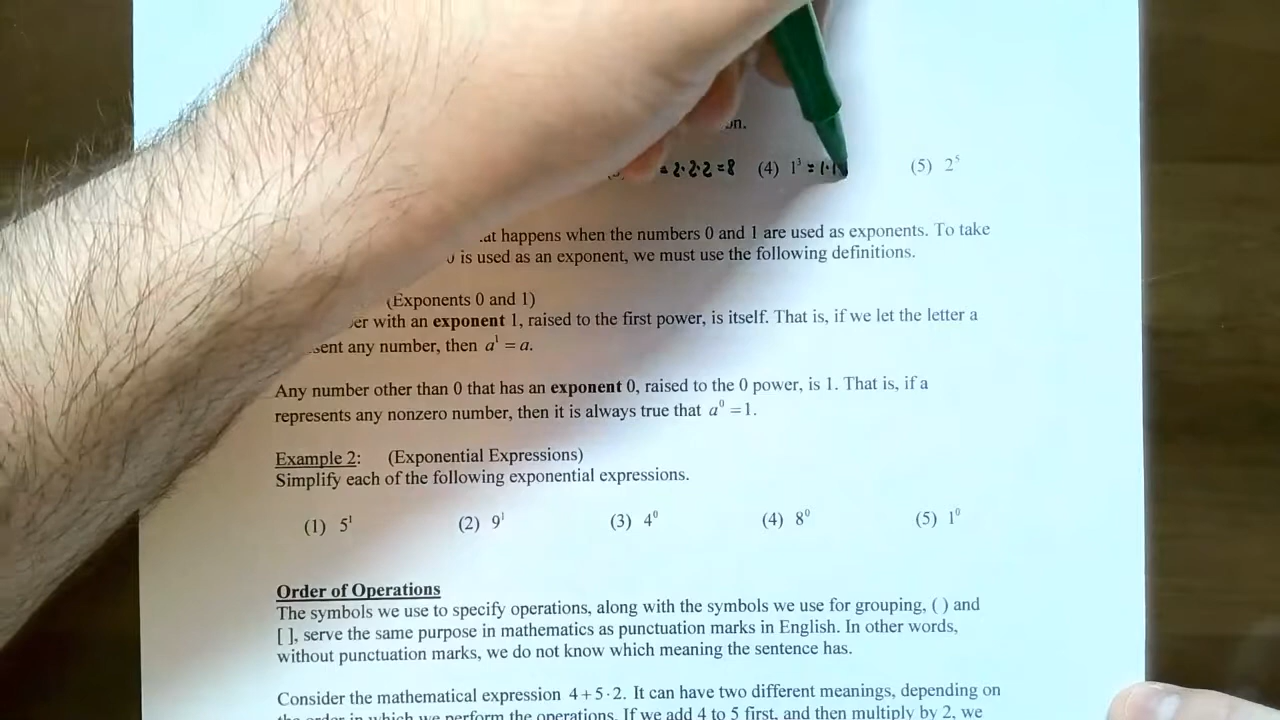 on.
= 2·2·2 = 8 (4) 1³ = 1·1 (5) 2⁵
at happens when the numbers 0 and 1 are used as exponents. To take
0 is used as an exponent, we must use the following definitions.
(Exponents 0 and 1)
er with an exponent 1, raised to the first power, is itself. That is, if we let the letter a
sent any number, then a¹ = a.
Any number other than 0 that has an exponent 0, raised to the 0 power, is 1. That is, if a
represents any nonzero number, then it is always true that a⁰ = 1.
Example 2: (Exponential Expressions)
Simplify each of the following exponential expressions.
(1) 5¹ (2) 9¹ (3) 4⁰ (4) 8⁰ (5) 1⁰
Order of Operations
The symbols we use to specify operations, along with the symbols we use for grouping, ( ) and
[ ], serve the same purpose in mathematics as punctuation marks in English. In other words,
without punctuation marks, we do not know which meaning the sentence has.
Consider the mathematical expression 4 + 5 · 2. It can have two different meanings, depending on
the order in which we perform the operations. If we add 4 to 5 first, and then multiply by 2, we